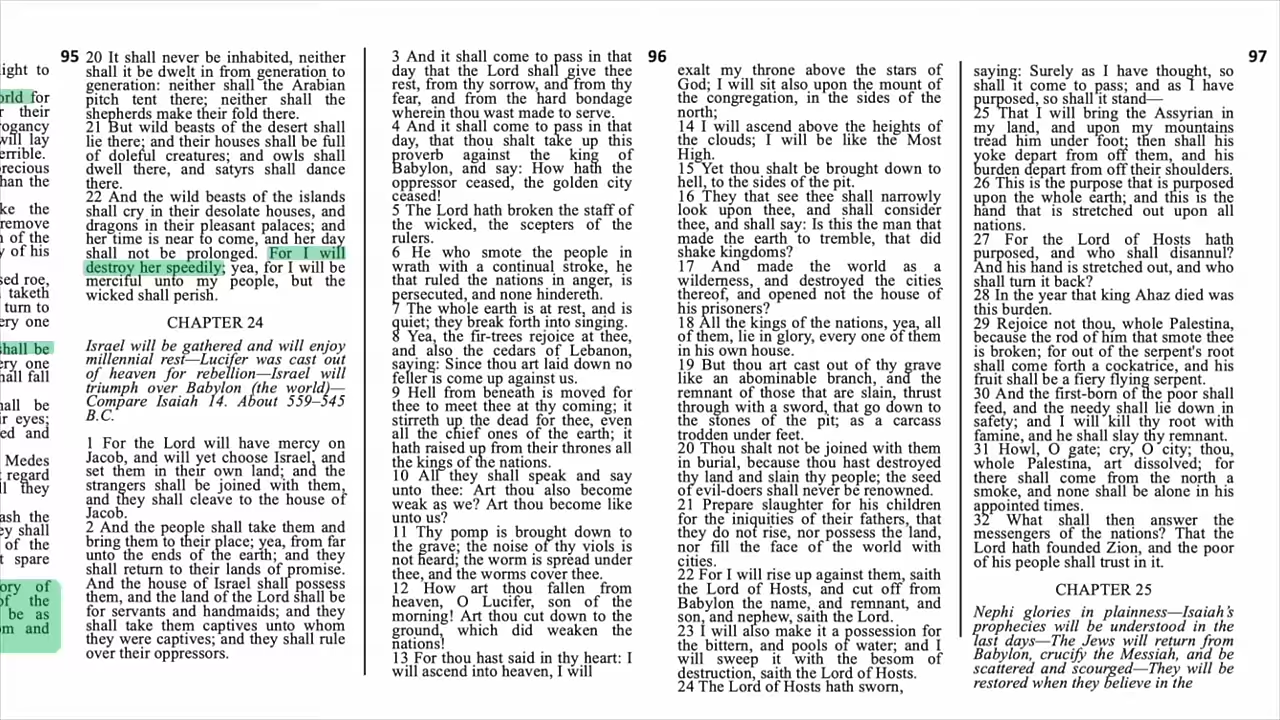 ight to
orld for
r their
rogancy
will lay
errible.
recious
han the
ke the
remove
n of the
y of his
sed roe,
taketh
turn to
ery one
shall be
ery one
hall fall
hall be
ir eyes;
ed and
Medes
regard
ll they
ash the
ey shall
of the
t spare
ory of
of the
be as
om and
95
20 It shall never be inhabited, neither
shall it be dwelt in from generation to
generation: neither shall the Arabian
pitch tent there; neither shall the
shepherds make their fold there.
21 But wild beasts of the desert shall
lie there; and their houses shall be full
of doleful creatures; and owls shall
dwell there, and satyrs shall dance
there.
22 And the wild beasts of the islands
shall cry in their desolate houses, and
dragons in their pleasant palaces; and
her time is near to come, and her day
shall not be prolonged. For I will
destroy her speedily; yea, for I will be
merciful unto my people, but the
wicked shall perish.
CHAPTER 24
Israel will be gathered and will enjoy
millennial rest—Lucifer was cast out
of heaven for rebellion—Israel will
triumph over Babylon (the world)—
Compare Isaiah 14. About 559–545
B.C.
1 For the Lord will have mercy on
Jacob, and will yet choose Israel, and
set them in their own land; and the
strangers shall be joined with them,
and they shall cleave to the house of
Jacob.
2 And the people shall take them and
bring them to their place; yea, from far
unto the ends of the earth; and they
shall return to their lands of promise.
And the house of Israel shall possess
them, and the land of the Lord shall be
for servants and handmaids; and they
shall take them captives unto whom
they were captives; and they shall rule
over their oppressors.
3 And it shall come to pass in that
day that the Lord shall give thee
rest, from thy sorrow, and from thy
fear, and from the hard bondage
wherein thou wast made to serve.
4 And it shall come to pass in that
day, that thou shalt take up this
proverb against the king of
Babylon, and say: How hath the
oppressor ceased, the golden city
ceased!
5 The Lord hath broken the staff of
the wicked, the scepters of the
rulers.
6 He who smote the people in
wrath with a continual stroke, he
that ruled the nations in anger, is
persecuted, and none hindereth.
7 The whole earth is at rest, and is
quiet; they break forth into singing.
8 Yea, the fir-trees rejoice at thee,
and also the cedars of Lebanon,
saying: Since thou art laid down no
feller is come up against us.
9 Hell from beneath is moved for
thee to meet thee at thy coming; it
stirreth up the dead for thee, even
all the chief ones of the earth; it
hath raised up from their thrones all
the kings of the nations.
10 All they shall speak and say
unto thee: Art thou also become
weak as we? Art thou become like
unto us?
11 Thy pomp is brought down to
the grave; the noise of thy viols is
not heard; the worm is spread under
thee, and the worms cover thee.
12 How art thou fallen from
heaven, O Lucifer, son of the
morning! Art thou cut down to the
ground, which did weaken the
nations!
13 For thou hast said in thy heart: I
will ascend into heaven, I will
96
exalt my throne above the stars of
God; I will sit also upon the mount of
the congregation, in the sides of the
north;
14 I will ascend above the heights of
the clouds; I will be like the Most
High.
15 Yet thou shalt be brought down to
hell, to the sides of the pit.
16 They that see thee shall narrowly
look upon thee, and shall consider
thee, and shall say: Is this the man that
made the earth to tremble, that did
shake kingdoms?
17 And made the world as a
wilderness, and destroyed the cities
thereof, and opened not the house of
his prisoners?
18 All the kings of the nations, yea, all
of them, lie in glory, every one of them
in his own house.
19 But thou art cast out of thy grave
like an abominable branch, and the
remnant of those that are slain, thrust
through with a sword, that go down to
the stones of the pit; as a carcass
trodden under feet.
20 Thou shalt not be joined with them
in burial, because thou hast destroyed
thy land and slain thy people; the seed
of evil-doers shall never be renowned.
21 Prepare slaughter for his children
for the iniquities of their fathers, that
they do not rise, nor possess the land,
nor fill the face of the world with
cities.
22 For I will rise up against them, saith
the Lord of Hosts, and cut off from
Babylon the name, and remnant, and
son, and nephew, saith the Lord.
23 I will also make it a possession for
the bittern, and pools of water; and I
will sweep it with the besom of
destruction, saith the Lord of Hosts.
24 The Lord of Hosts hath sworn,
97
saying: Surely as I have thought, so
shall it come to pass; and as I have
purposed, so shall it stand—
25 That I will bring the Assyrian in
my land, and upon my mountains
tread him under foot; then shall his
yoke depart from off them, and his
burden depart from off their shoulders.
26 This is the purpose that is purposed
upon the whole earth; and this is the
hand that is stretched out upon all
nations.
27 For the Lord of Hosts hath
purposed, and who shall disannul?
And his hand is stretched out, and who
shall turn it back?
28 In the year that king Ahaz died was
this burden.
29 Rejoice not thou, whole Palestina,
because the rod of him that smote thee
is broken; for out of the serpent's root
shall come forth a cockatrice, and his
fruit shall be a fiery flying serpent.
30 And the first-born of the poor shall
feed, and the needy shall lie down in
safety; and I will kill thy root with
famine, and he shall slay thy remnant.
31 Howl, O gate; cry, O city; thou,
whole Palestina, art dissolved; for
there shall come from the north a
smoke, and none shall be alone in his
appointed times.
32 What shall then answer the
messengers of the nations? That the
Lord hath founded Zion, and the poor
of his people shall trust in it.
CHAPTER 25
Nephi glories in plainness—Isaiah's
prophecies will be understood in the
last days—The Jews will return from
Babylon, crucify the Messiah, and be
scattered and scourged—They will be
restored when they believe in the